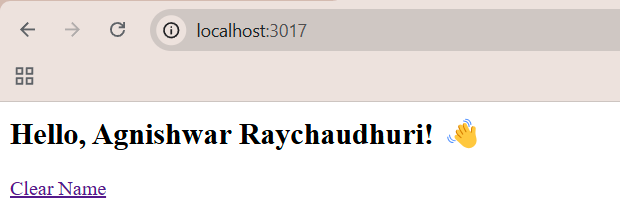 localhost:3017
Hello, Agnishwar Raychaudhuri! 👋
Clear Name